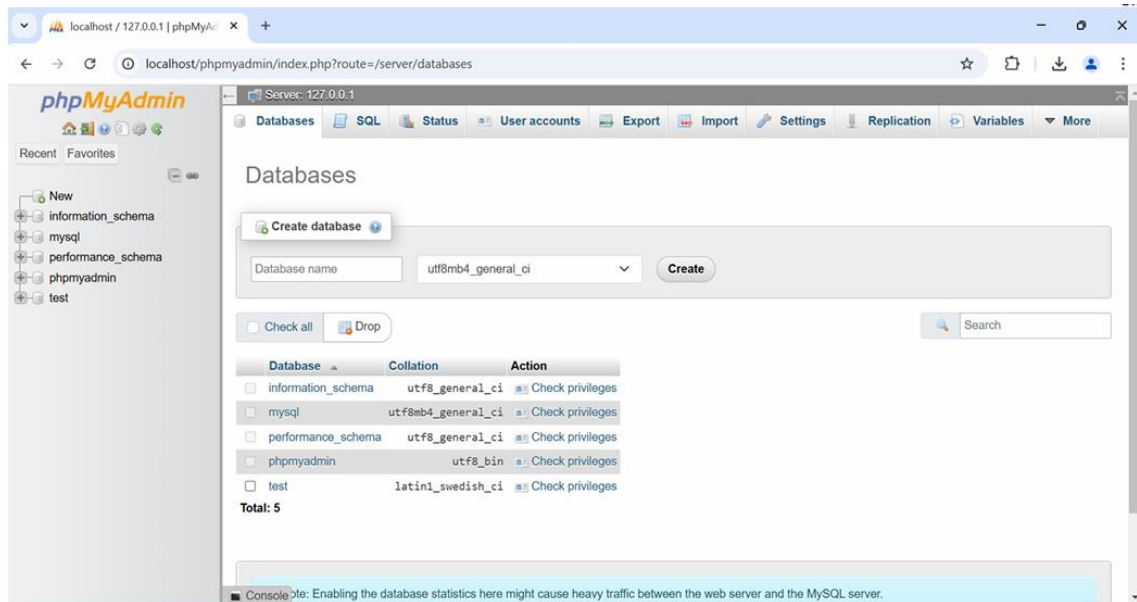 localhost / 127.0.0.1 | phpMyAd
localhost/phpmyadmin/index.php?route=/server/databases
phpMyAdmin
Recent Favorites
New
information_schema
mysql
performance_schema
phpmyadmin
test
Server: 127.0.0.1
Databases SQL Status User accounts Export Import Settings Replication Variables More
Databases
Create database
Database name utf8mb4_general_ci Create
Check all Drop Search
Database Collation Action
information_schema utf8_general_ci Check privileges
mysql utf8mb4_general_ci Check privileges
performance_schema utf8_general_ci Check privileges
phpmyadmin utf8_bin Check privileges
test latin1_swedish_ci Check privileges
Total: 5
Console ote: Enabling the database statistics here might cause heavy traffic between the web server and the MySQL server.